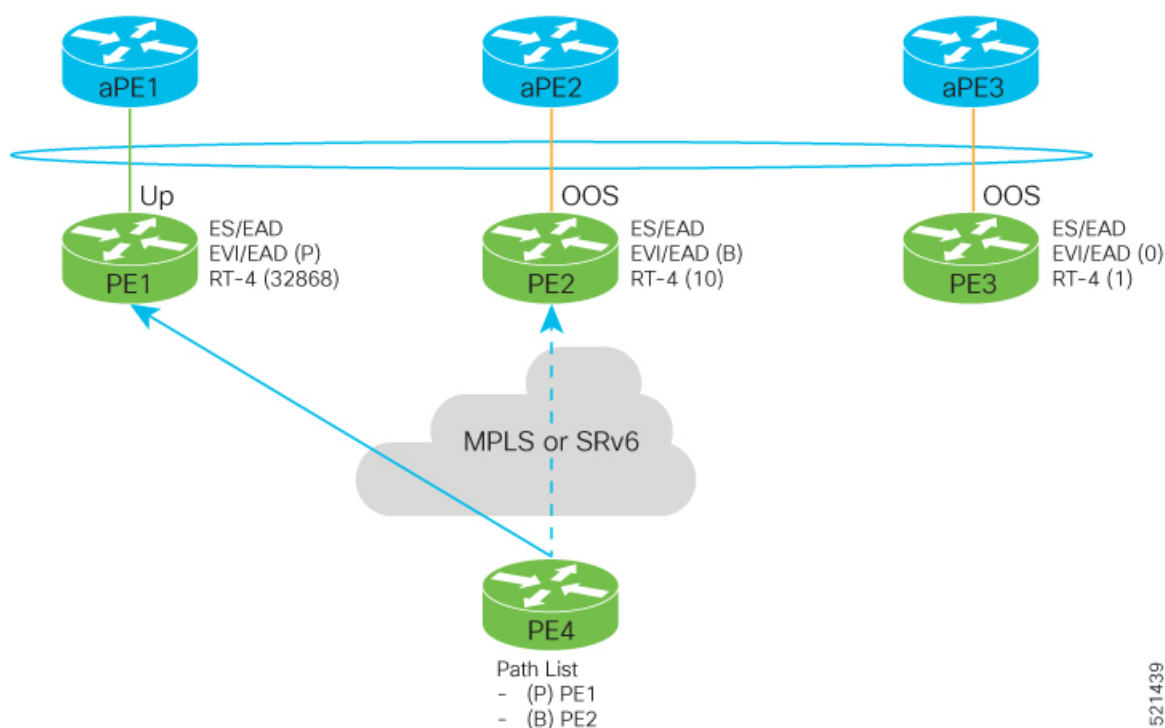 aPE1
aPE2
aPE3
Up
OOS
OOS
PE1
ES/EAD
EVI/EAD (P)
RT-4 (32868)
PE2
ES/EAD
EVI/EAD (B)
RT-4 (10)
PE3
ES/EAD
EVI/EAD (0)
RT-4 (1)
MPLS or SRv6
PE4
Path List
- (P) PE1
- (B) PE2
521439